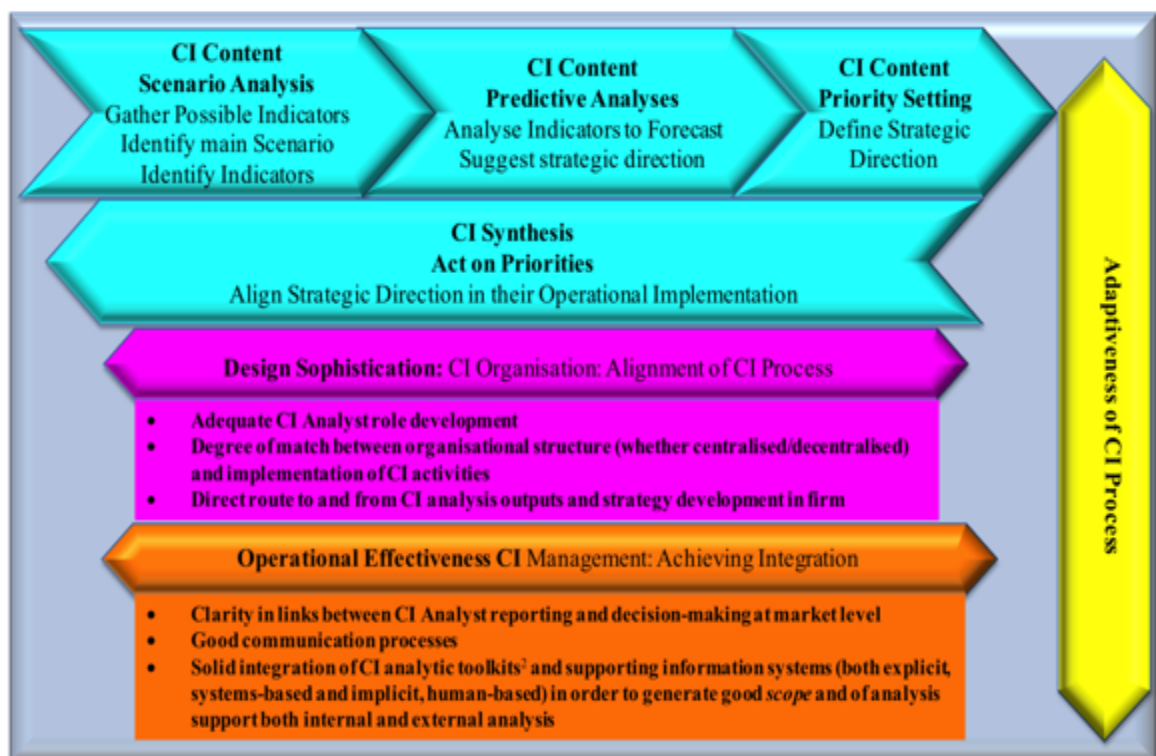 CI Content
Scenario Analysis
Gather Possible Indicators
Identify main Scenario
Identify Indicators
CI Content
Predictive Analyses
Analyse Indicators to Forecast
Suggest strategic direction
CI Content
Priority Setting
Define Strategic
Direction
CI Synthesis
Act on Priorities
Align Strategic Direction in their Operational Implementation
Design Sophistication: CI Organisation: Alignment of CI Process
• Adequate CI Analyst role development
• Degree of match between organisational structure (whether centralised/decentralised)
and implementation of CI activities
• Direct route to and from CI analysis outputs and strategy development in firm
Operational Effectiveness CI Management: Achieving Integration
• Clarity in links between CI Analyst reporting and decision-making at market level
• Good communication processes
• Solid integration of CI analytic toolkits² and supporting information systems (both explicit,
systems-based and implicit, human-based) in order to generate good scope and of analysis
support both internal and external analysis
Adaptiveness of CI Process